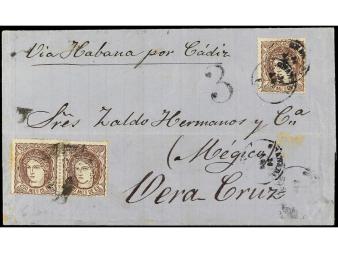 Via Habana por Cádiz
3
Sres Zaldo Hermanos y Ca
(Mégico)
Vera-Cruz